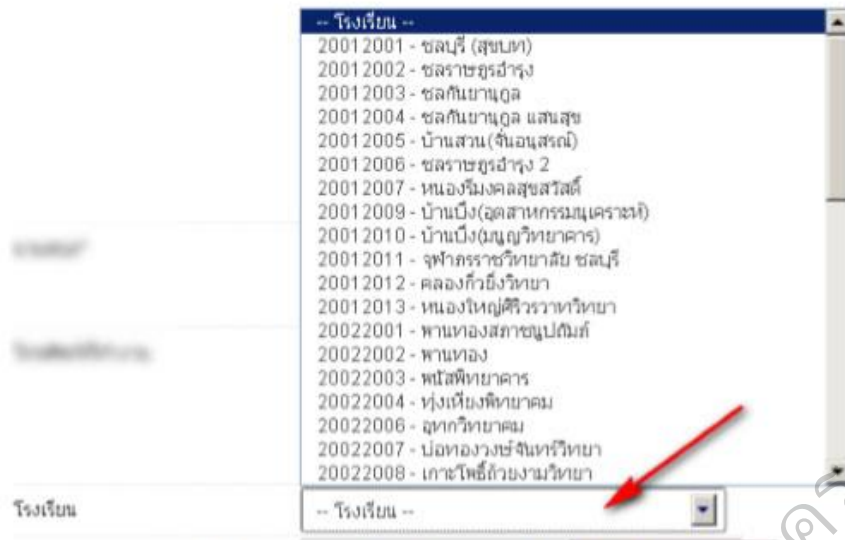 -- โรงเรียน --
20012001 - ชลบุรี (สุขบท)
20012002 - ชลราษฎรอำรุง
20012003 - ชลกันยานุกูล
20012004 - ชลกันยานุกูล แสนสุข
20012005 - บ้านสวน(จั่นอนุสรณ์)
20012006 - ชลราษฎรอำรุง 2
20012007 - หนองรีมงคลสุขสวัสดิ์
20012009 - บ้านบึง(อุตสาหกรรมนุเคราะห์)
20012010 - บ้านบึง(มนูญวิทยาคาร)
20012011 - จุฬาภรราชวิทยาลัย ชลบุรี
20012012 - คลองกิ่วยิ่งวิทยา
20012013 - หนองใหญ่ศิริวรวาทวิทยา
20022001 - พานทองสภาชนูปถัมภ์
20022002 - พานทอง
20022003 - พนัสพิทยาคาร
20022004 - ทุ่งเหียงพิทยาคม
20022006 - อุทกวิทยาคม
20022007 - บ่อทองวงษ์จันทร์วิทยา
20022008 - เกาะโพธิ์ถ้วยงามวิทยา
โรงเรียน
-- โรงเรียน --